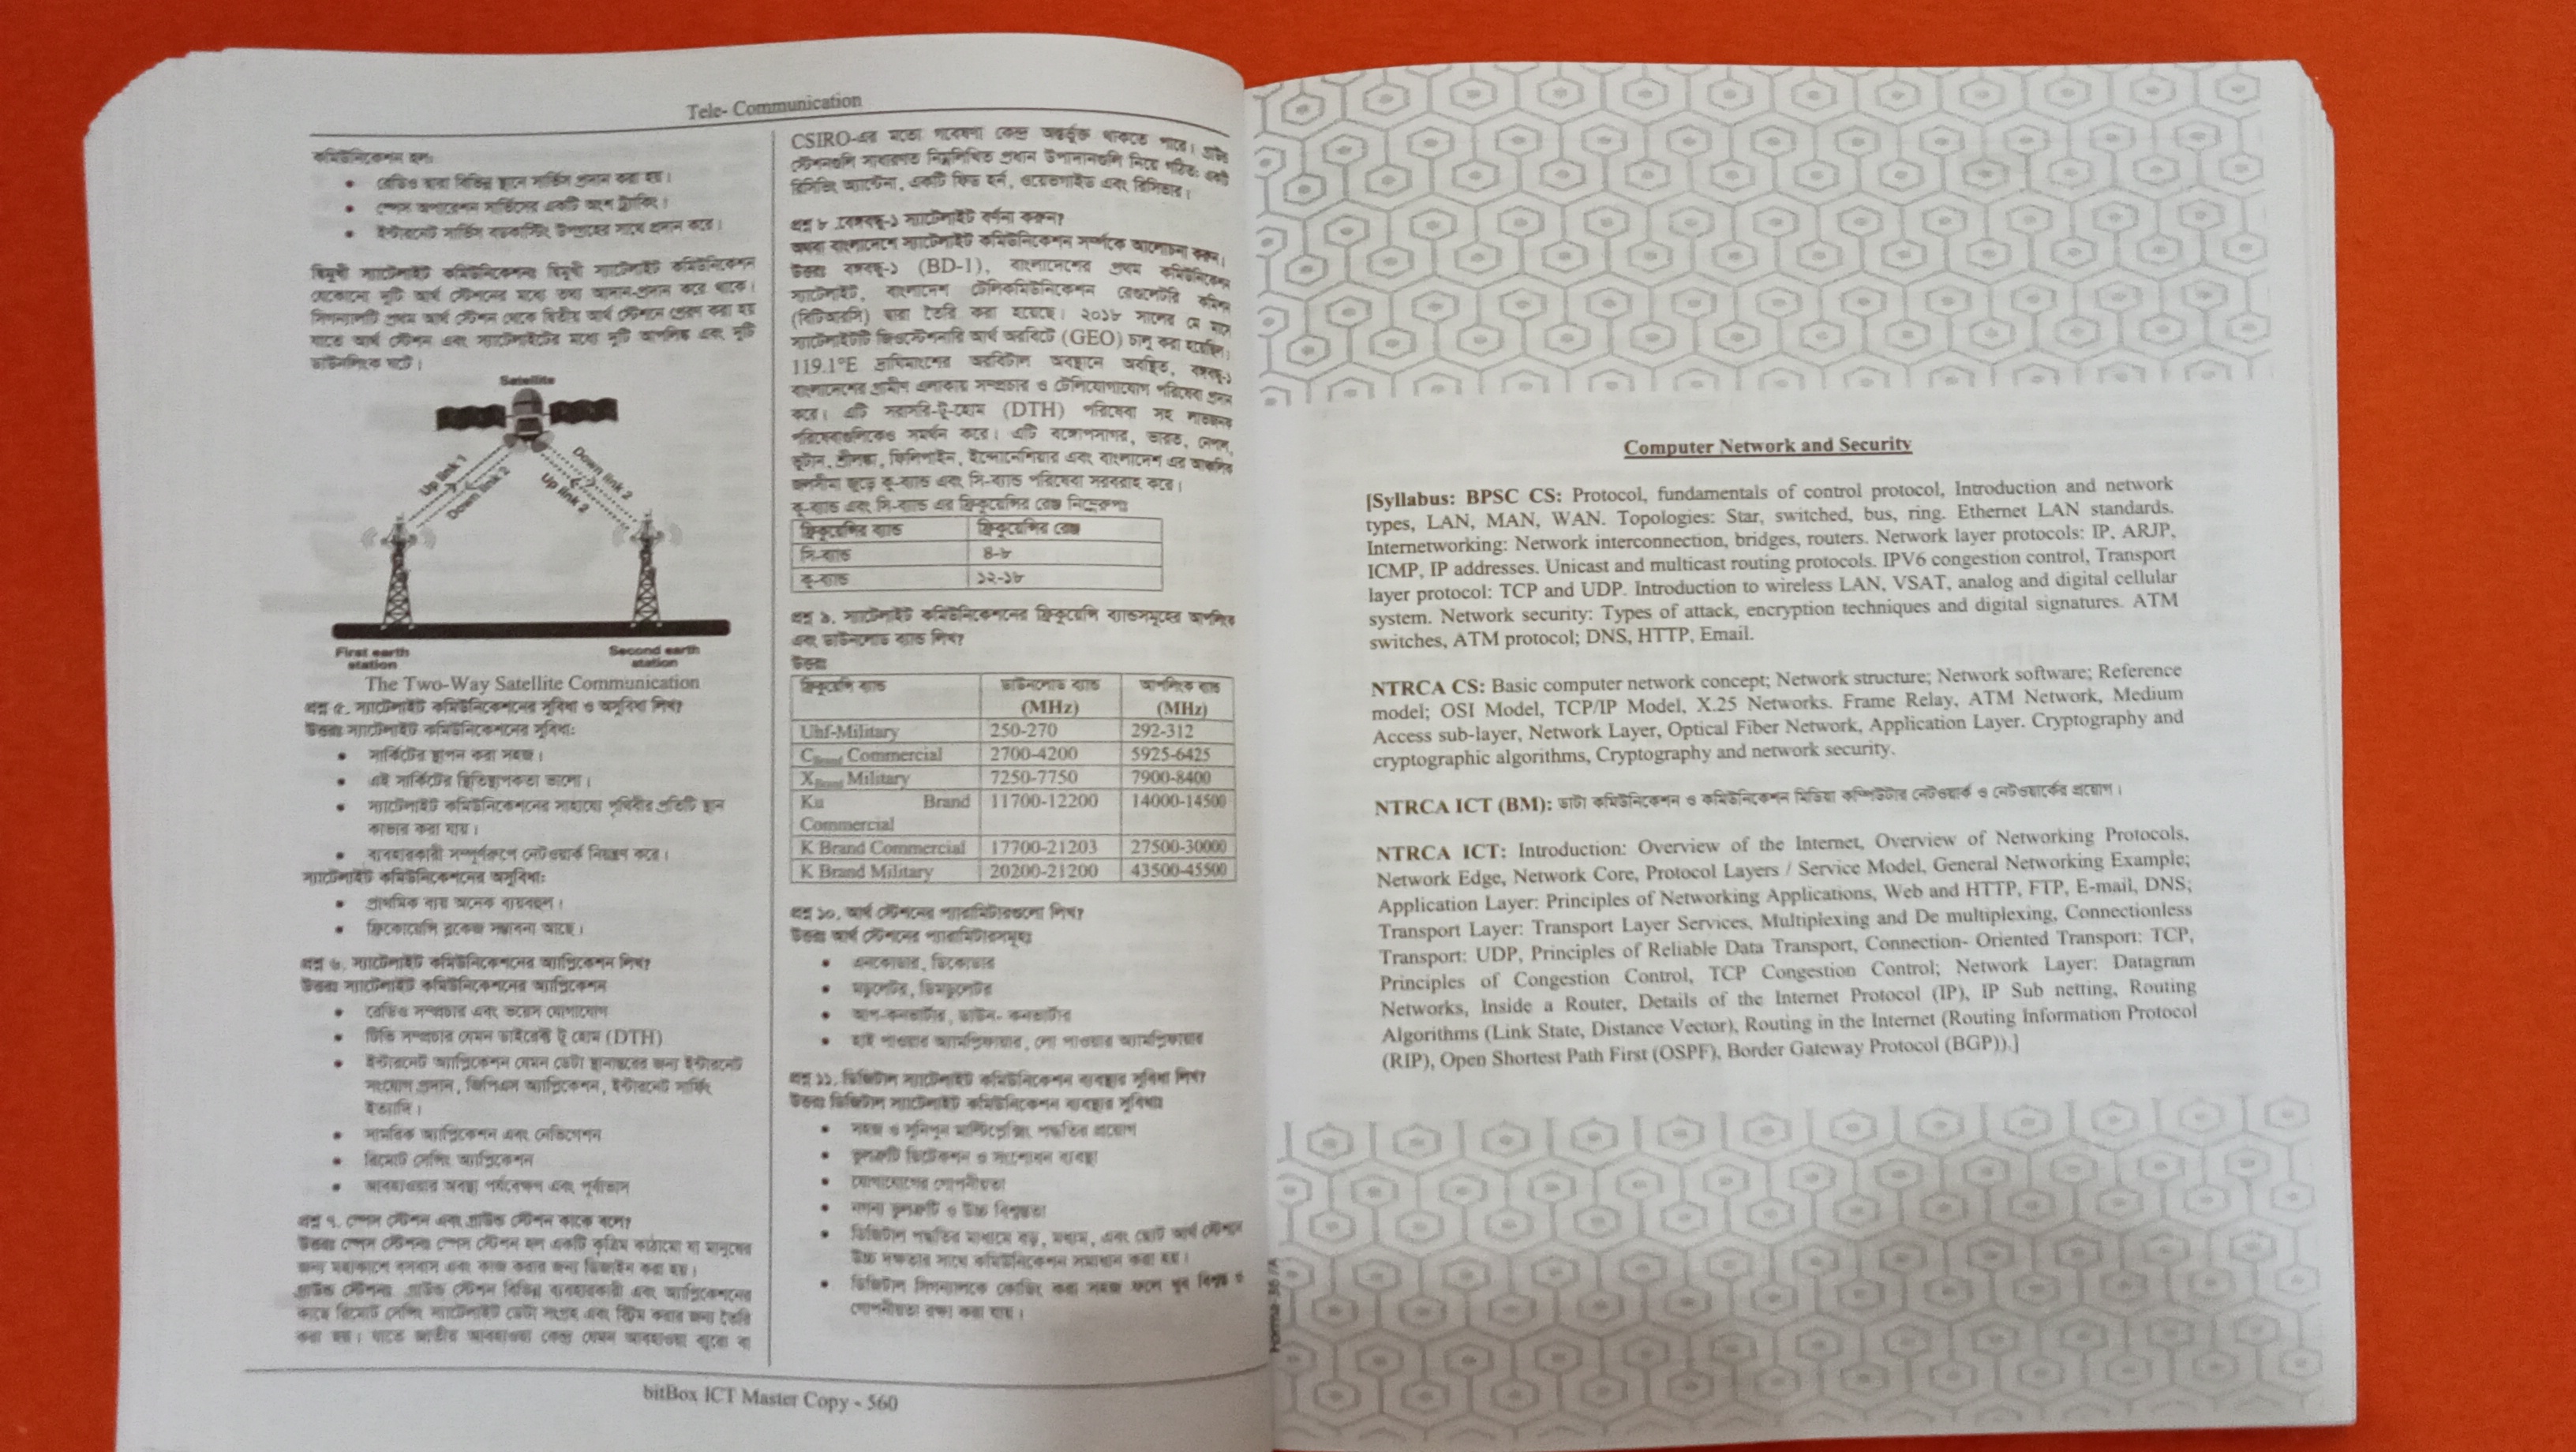 Tele- Communication
কমিউনিকেশন হল:
• রেডিও দ্বারা বিভিন্ন স্থানে সার্ভিস প্রদান করা হয়।
• স্পেস অপারেশন সার্ভিসের একটি অংশ ট্র্যাকিং।
• ইন্টারনেট সার্ভিস বডকাস্টিং উপগ্রহের সাথে প্রদান করে।
দ্বিমুখী স্যাটেলাইট কমিউনিকেশনঃ দ্বিমুখী স্যাটেলাইট কমিউনিকেশন
যেকোনো দুটি আর্থ স্টেশনের মধ্যে তথ্য আদান-প্রদান করে থাকে।
সিগন্যালটি প্রথম আর্থ স্টেশন থেকে দ্বিতীয় আর্থ স্টেশনে প্রেরণ করা হয়
যাতে আর্থ স্টেশন এবং স্যাটেলাইটের মধ্যে দুটি আপলিঙ্ক এবং দুটি
ডাউনলিংক ঘটে।
Satellite
Up link 1
Down link 2
Down link 2
Up link 2
First earth
station
Second earth
station
The Two-Way Satellite Communication
প্রশ্ন ৫. স্যাটেলাইট কমিউনিকেশনের সুবিধা ও অসুবিধা লিখ?
উত্তরঃ স্যাটেলাইট কমিউনিকেশনের সুবিধা:
• সার্কিটের স্থাপন করা সহজ।
• এই সার্কিটের স্থিতিস্থাপকতা ভালো।
• স্যাটেলাইট কমিউনিকেশনের সাহায্যে পৃথিবীর প্রতিটি স্থান
কাভার করা যায়।
• ব্যবহারকারী সম্পূর্ণরূপে নেটওয়ার্ক নিয়ন্ত্রণ করে।
স্যাটেলাইট কমিউনিকেশনের অসুবিধা:
• প্রাথমিক ব্যয় অনেক ব্যয়বহুল।
• ফ্রিকোয়েন্সি ব্লকেজ সম্ভাবনা আছে।
প্রশ্ন ৬. স্যাটেলাইট কমিউনিকেশনের অ্যাপ্লিকেশন লিখ?
উত্তরঃ স্যাটেলাইট কমিউনিকেশনের অ্যাপ্লিকেশন
• রেডিও সম্প্রচার এবং ভয়েস যোগাযোগ
• টিভি সম্প্রচার যেমন ডাইরেক্ট টু হোম (DTH)
• ইন্টারনেট অ্যাপ্লিকেশন যেমন ডেটা স্থানান্তরের জন্য ইন্টারনেট
সংযোগ প্রদান, জিপিএস অ্যাপ্লিকেশন, ইন্টারনেট সার্ফিং
ইত্যাদি।
• সামরিক অ্যাপ্লিকেশন এবং নেভিগেশন
• রিমোট সেন্সিং অ্যাপ্লিকেশন
• আবহাওয়ার অবস্থা পর্যবেক্ষণ এবং পূর্বাভাস
প্রশ্ন ৭. স্পেস স্টেশন এবং গ্রাউন্ড স্টেশন কাকে বলে?
উত্তরঃ স্পেস স্টেশনঃ স্পেস স্টেশন হল একটি কৃত্রিম কাঠামো যা মানুষের
জন্য মহাকাশে বসবাস এবং কাজ করার জন্য ডিজাইন করা হয়।
গ্রাউন্ড স্টেশনঃ গ্রাউন্ড স্টেশন বিভিন্ন ব্যবহারকারী এবং অ্যাপ্লিকেশনের
কাছে রিমোট সেন্সিং স্যাটেলাইট ডেটা সংগ্রহ এবং স্ট্রিম করার জন্য তৈরি
করা হয়। যাতে জাতীয় আবহাওয়া কেন্দ্র যেমন আবহাওয়া ব্যুরো বা
CSIRO-এর মতো গবেষণা কেন্দ্র অন্তর্ভুক্ত থাকতে পারে। গ্রাউন্ড
স্টেশনগুলি সাধারণত নিম্নলিখিত প্রধান উপাদানগুলি নিয়ে গঠিত: একটি
রিসিভিং অ্যান্টেনা, একটি ফিড হর্ন, ওয়েভগাইড এবং রিসিভার।
প্রশ্ন ৮. বঙ্গবন্ধু-১ স্যাটেলাইট বর্ণনা করুন?
অথবা বাংলাদেশে স্যাটেলাইট কমিউনিকেশন সম্পর্কে আলোচনা করুন।
উত্তরঃ বঙ্গবন্ধু-১ (BD-1), বাংলাদেশের প্রথম কমিউনিকেশন
স্যাটেলাইট, বাংলাদেশ টেলিকমিউনিকেশন রেগুলেটরি কমিশন
(বিটিআরসি) দ্বারা তৈরি করা হয়েছে। ২০১৮ সালের মে মাসে
স্যাটেলাইটটি জিওস্টেশনারি আর্থ অরবিটে (GEO) চালু করা হয়েছিল।
119.1°E দ্রাঘিমাংশের অরবিটাল অবস্থানে অবস্থিত, বঙ্গবন্ধু-১
বাংলাদেশের গ্রামীণ এলাকায় সম্প্রচার ও টেলিযোগাযোগ পরিষেবা প্রদান
করে। এটি সরাসরি-টু-হোম (DTH) পরিষেবা সহ লাভজনক
পরিষেবাগুলিকেও সমর্থন করে। এটি বঙ্গোপসাগর, ভারত, নেপাল,
ভুটান, শ্রীলঙ্কা, ফিলিপাইন, ইন্দোনেশিয়ার এবং বাংলাদেশ এর আঞ্চলিক
জলসীমা জুড়ে কু-ব্যান্ড এবং সি-ব্যান্ড পরিষেবা সরবরাহ করে।
কু-ব্যান্ড এবং সি-ব্যান্ড এর ফ্রিকুয়েন্সির রেঞ্জ নিম্নেরূপঃ
ফ্রিকুয়েন্সির ব্যান্ড ফ্রিকুয়েন্সির রেঞ্জ
সি-ব্যান্ড ৪-৮
কু-ব্যান্ড ১২-১৮
প্রশ্ন ৯. স্যাটেলাইট কমিউনিকেশনের ফ্রিকুয়েন্সি ব্যান্ডসমূহের আপলিংক
এবং ডাউনলোড ব্যান্ড লিখ?
উত্তরঃ
ফ্রিকুয়েন্সি ব্যান্ড ডাউনলোড ব্যান্ড (MHz) আপলিংক ব্যান্ড (MHz)
Uhf-Military 250-270 292-312
C Brand Commercial 2700-4200 5925-6425
X Brand Military 7250-7750 7900-8400
Ku Brand 11700-12200 14000-14500
Commercial
K Brand Commercial 17700-21203 27500-30000
K Brand Military 20200-21200 43500-45500
প্রশ্ন ১০. আর্থ স্টেশনের প্যারামিটারগুলো লিখ?
উত্তরঃ আর্থ স্টেশনের প্যারামিটারসমূহঃ
• এনকোডার, ডিকোডার
• মডুলেটর, ডিমডুলেটর
• আপ-কনভার্টার, ডাউন- কনভার্টার
• হাই পাওয়ার অ্যামপ্লিফায়ার, লো পাওয়ার অ্যামপ্লিফায়ার
প্রশ্ন ১১. ডিজিটাল স্যাটেলাইট কমিউনিকেশন ব্যবস্থার সুবিধা লিখ?
উত্তরঃ ডিজিটাল স্যাটেলাইট কমিউনিকেশন ব্যবস্থার সুবিধাঃ
• সহজ ও সুনিপুন মাল্টিপ্লেক্সিং পদ্ধতির প্রয়োগ
• ভুলত্রুটি ডিটেকশন ও সংশোধন ব্যবস্থা
• যোগাযোগের গোপনীয়তা
• নগন্য ভুলত্রুটি ও উচ্চ বিশুদ্ধতা
• ডিজিটাল পদ্ধতির মাধ্যমে বড়, মধ্যম, এবং ছোট আর্থ স্টেশনে
উচ্চ দক্ষতার সাথে কমিউনিকেশন সমাধান করা হয়।
• ডিজিটাল সিগন্যালকে কোডিং করা সহজ ফলে খুব বিশুদ্ধ ও
গোপনীয়তা রক্ষা করা যায়।
bitBox ICT Master Copy - 560
Computer Network and Security
[Syllabus: BPSC CS: Protocol, fundamentals of control protocol, Introduction and network
types, LAN, MAN, WAN. Topologies: Star, switched, bus, ring. Ethernet LAN standards.
Internetworking: Network interconnection, bridges, routers. Network layer protocols: IP, ARJP,
ICMP, IP addresses. Unicast and multicast routing protocols. IPV6 congestion control, Transport
layer protocol: TCP and UDP. Introduction to wireless LAN, VSAT, analog and digital cellular
system. Network security: Types of attack, encryption techniques and digital signatures. ATM
switches, ATM protocol; DNS, HTTP, Email.
NTRCA CS: Basic computer network concept; Network structure; Network software; Reference
model; OSI Model, TCP/IP Model, X.25 Networks. Frame Relay, ATM Network, Medium
Access sub-layer, Network Layer, Optical Fiber Network, Application Layer. Cryptography and
cryptographic algorithms, Cryptography and network security.
NTRCA ICT (BM): ডাটা কমিউনিকেশন ও কমিউনিকেশন মিডিয়া কম্পিউটার নেটওয়ার্ক ও নেটওয়ার্কের প্রয়োগ।
NTRCA ICT: Introduction: Overview of the Internet, Overview of Networking Protocols,
Network Edge, Network Core, Protocol Layers / Service Model, General Networking Example;
Application Layer: Principles of Networking Applications, Web and HTTP, FTP, E-mail, DNS;
Transport Layer: Transport Layer Services, Multiplexing and De multiplexing, Connectionless
Transport: UDP, Principles of Reliable Data Transport, Connection- Oriented Transport: TCP,
Principles of Congestion Control, TCP Congestion Control; Network Layer: Datagram
Networks, Inside a Router, Details of the Internet Protocol (IP), IP Sub netting, Routing
Algorithms (Link State, Distance Vector), Routing in the Internet (Routing Information Protocol
(RIP), Open Shortest Path First (OSPF), Border Gateway Protocol (BGP)).]